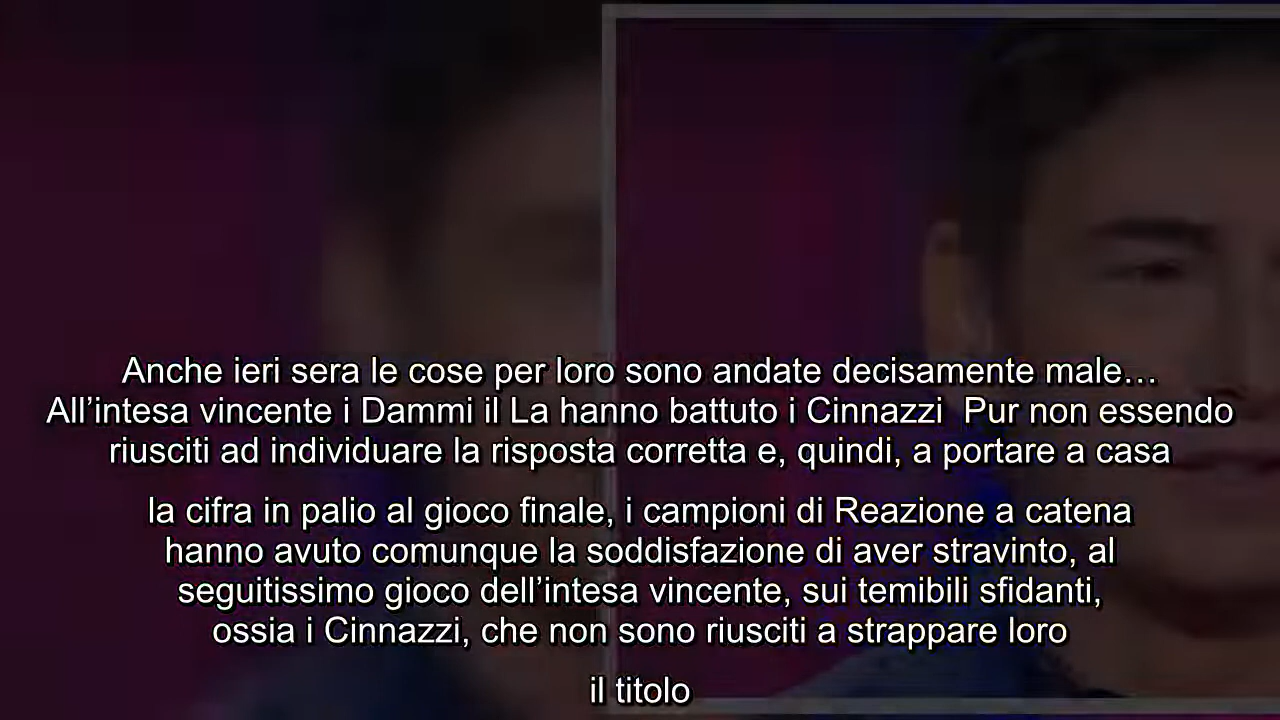 Anche ieri sera le cose per loro sono andate decisamente male…
All’intesa vincente i Dammi il La hanno battuto i Cinnazzi  Pur non essendo
riusciti ad individuare la risposta corretta e, quindi, a portare a casa
la cifra in palio al gioco finale, i campioni di Reazione a catena
hanno avuto comunque la soddisfazione di aver stravinto, al
seguitissimo gioco dell’intesa vincente, sui temibili sfidanti,
ossia i Cinnazzi, che non sono riusciti a strappare loro
il titolo